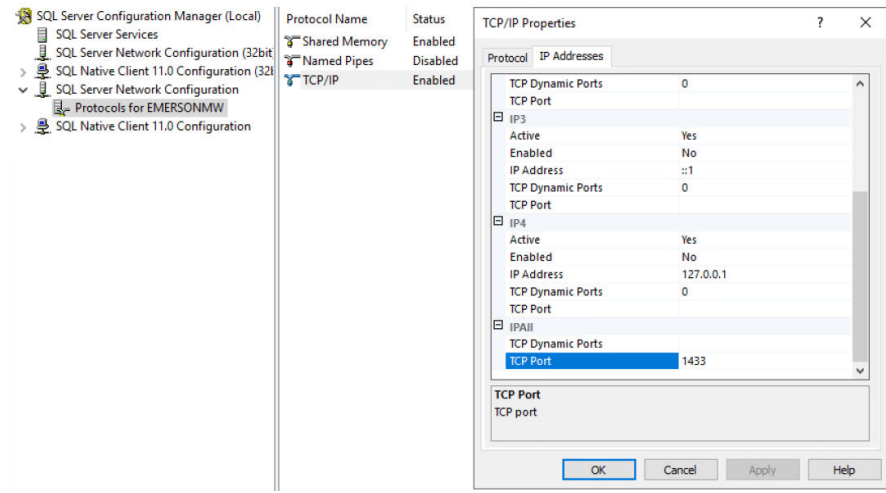 SQL Server Configuration Manager (Local)
SQL Server Services
SQL Server Network Configuration (32bit
SQL Native Client 11.0 Configuration (32b
SQL Server Network Configuration
Protocols for EMERSONMW
SQL Native Client 11.0 Configuration
Protocol Name Status
Shared Memory Enabled
Named Pipes Disabled
TCP/IP Enabled
TCP/IP Properties ? ×
Protocol IP Addresses
TCP Dynamic Ports 0
TCP Port
IP3
Active Yes
Enabled No
IP Address ::1
TCP Dynamic Ports 0
TCP Port
IP4
Active Yes
Enabled No
IP Address 127.0.0.1
TCP Dynamic Ports 0
TCP Port
IPAll
TCP Dynamic Ports
TCP Port 1433
TCP Port
TCP port
OK Cancel Apply Help